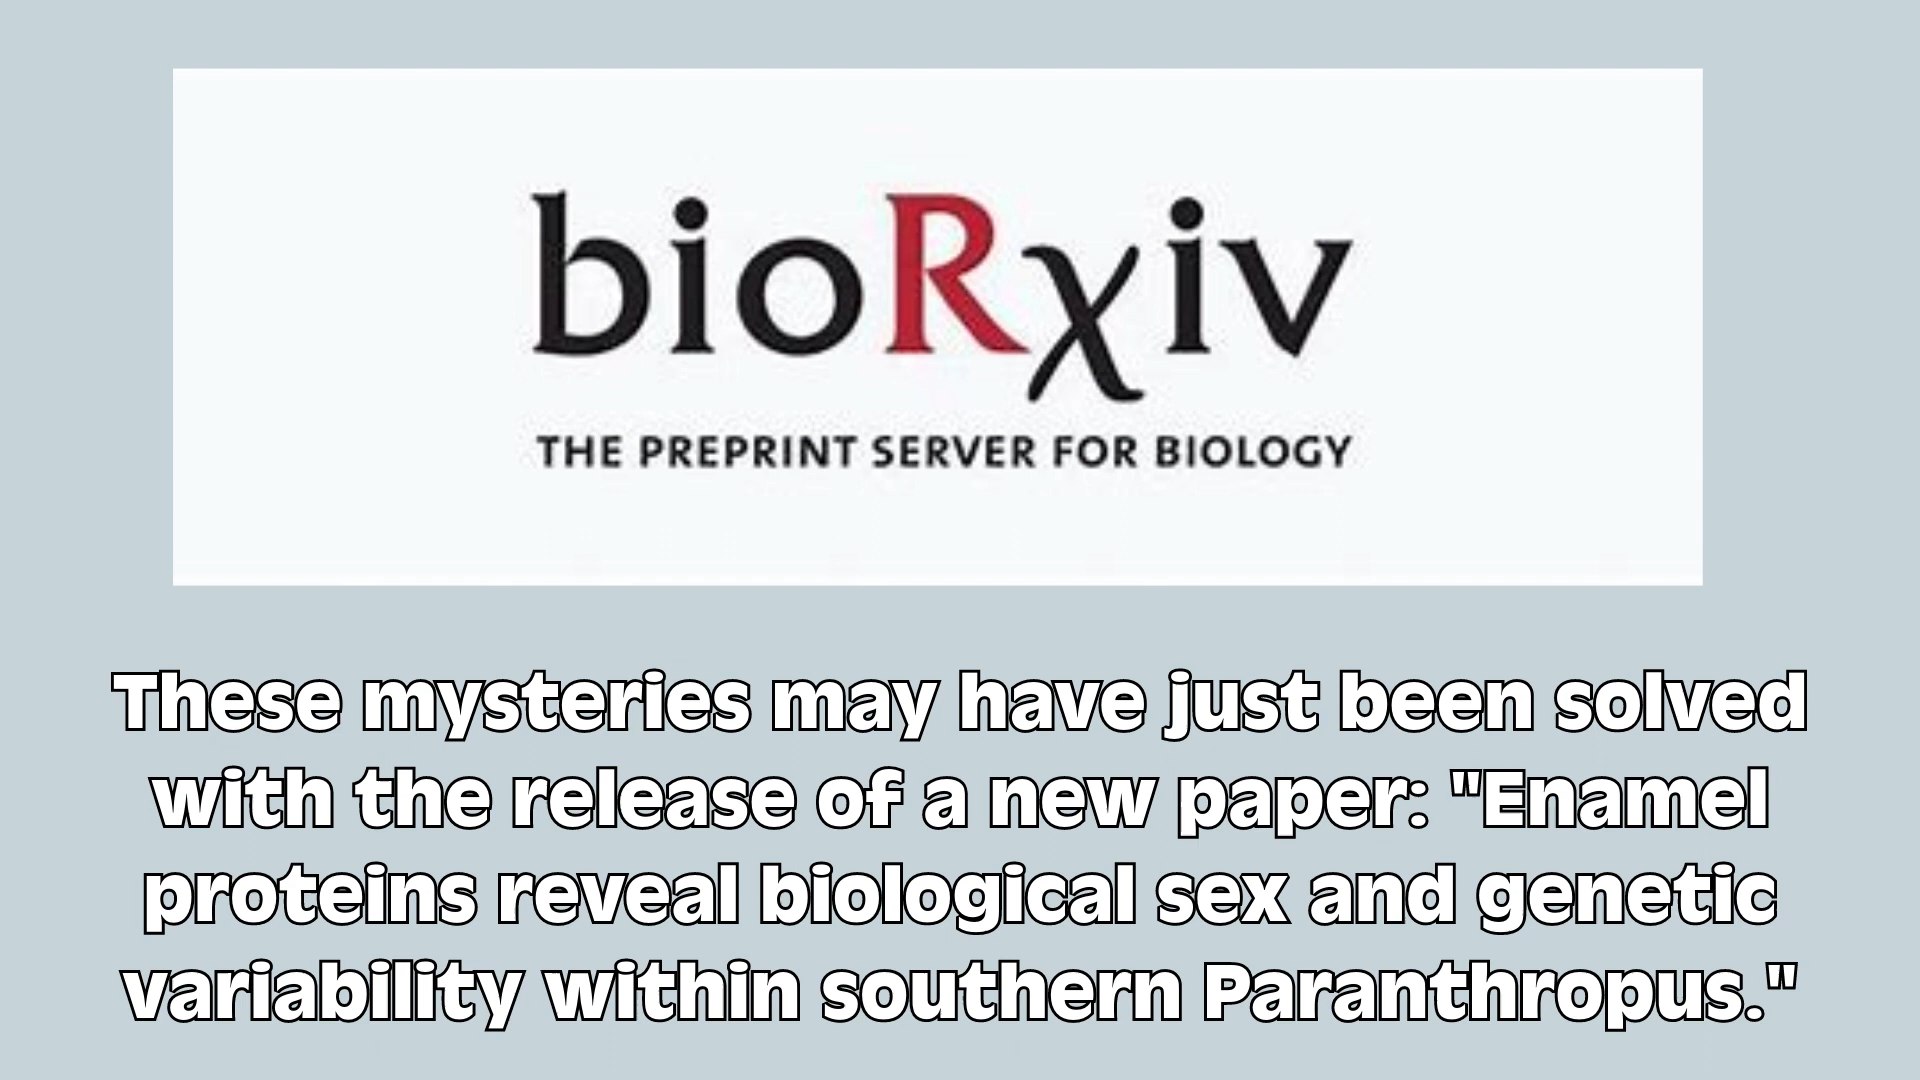 bioRxiv
THE PREPRINT SERVER FOR BIOLOGY
These mysteries may have just been solved
with the release of a new paper: "Enamel
proteins reveal biological sex and genetic
variability within southern Paranthropus."